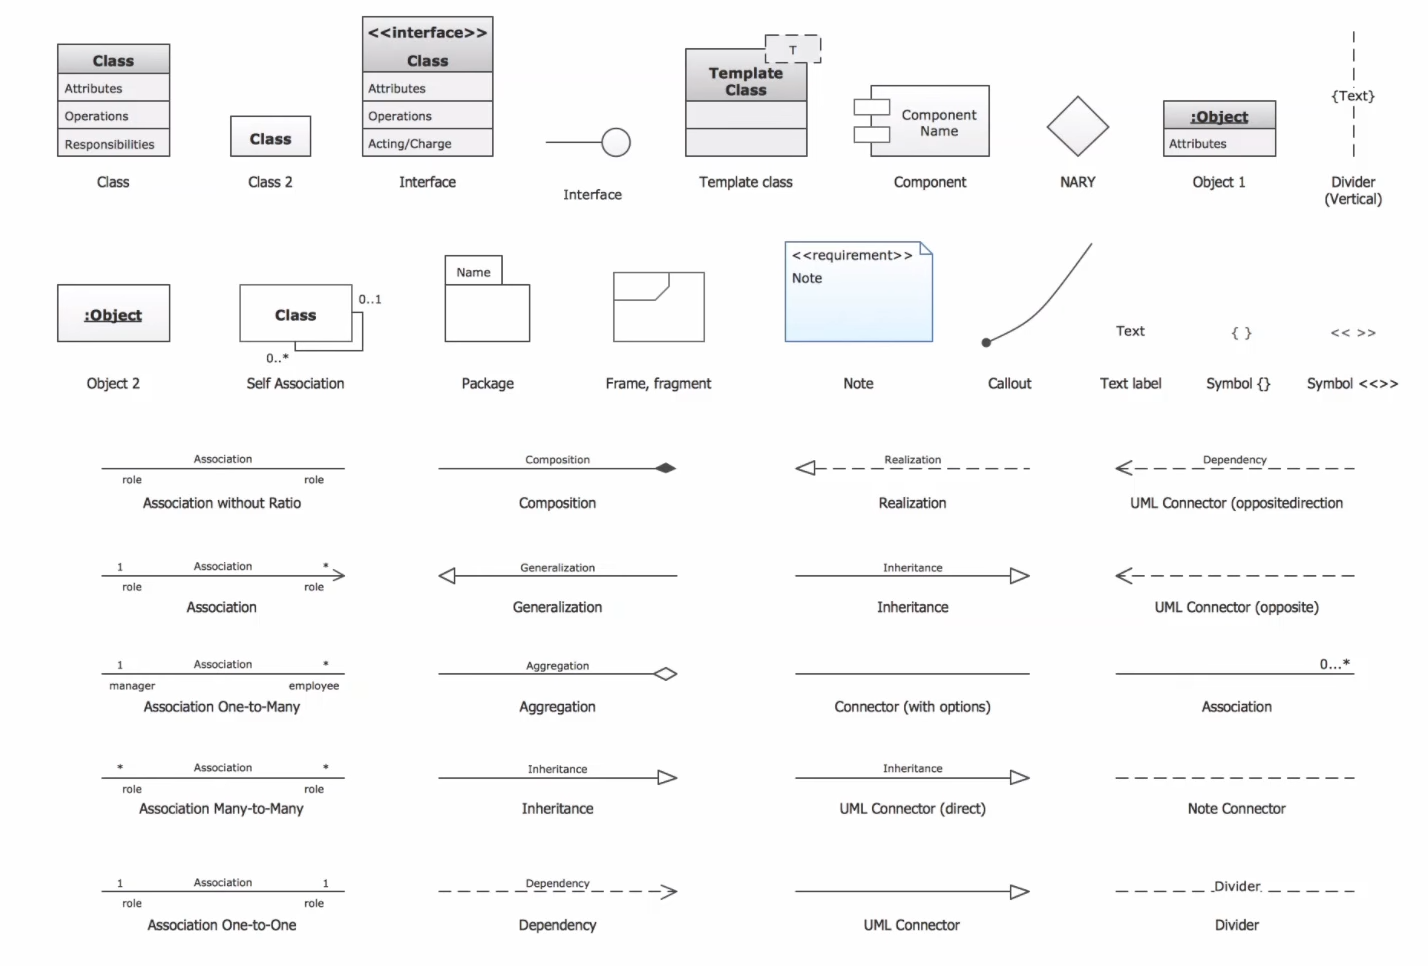 Class
Attributes
Operations
Responsibilities
Class
Class
Class 2
<<interface>>
Class
Attributes
Operations
Acting/Charge
Interface
Interface
T
Template
Class
Template class
Component
Name
Component
NARY
:Object
Attributes
Object 1
{Text}
Divider
(Vertical)
:Object
Object 2
Class
0..1
0..*
Self Association
Name
Package
Frame, fragment
<<requirement>>
Note
Note
Callout
Text
Text label
{ }
Symbol {}
<< >>
Symbol <<>>
Association
role role
Association without Ratio
Composition
Composition
Realization
Realization
Dependency
UML Connector (oppositedirection
1 Association *
role role
Association
Generalization
Generalization
Inheritance
Inheritance
UML Connector (opposite)
1 Association *
manager employee
Association One-to-Many
Aggregation
Aggregation
Connector (with options)
0...*
Association
* Association *
role role
Association Many-to-Many
Inheritance
Inheritance
Inheritance
UML Connector (direct)
Note Connector
1 Association 1
role role
Association One-to-One
Dependency
Dependency
UML Connector
Divider
Divider